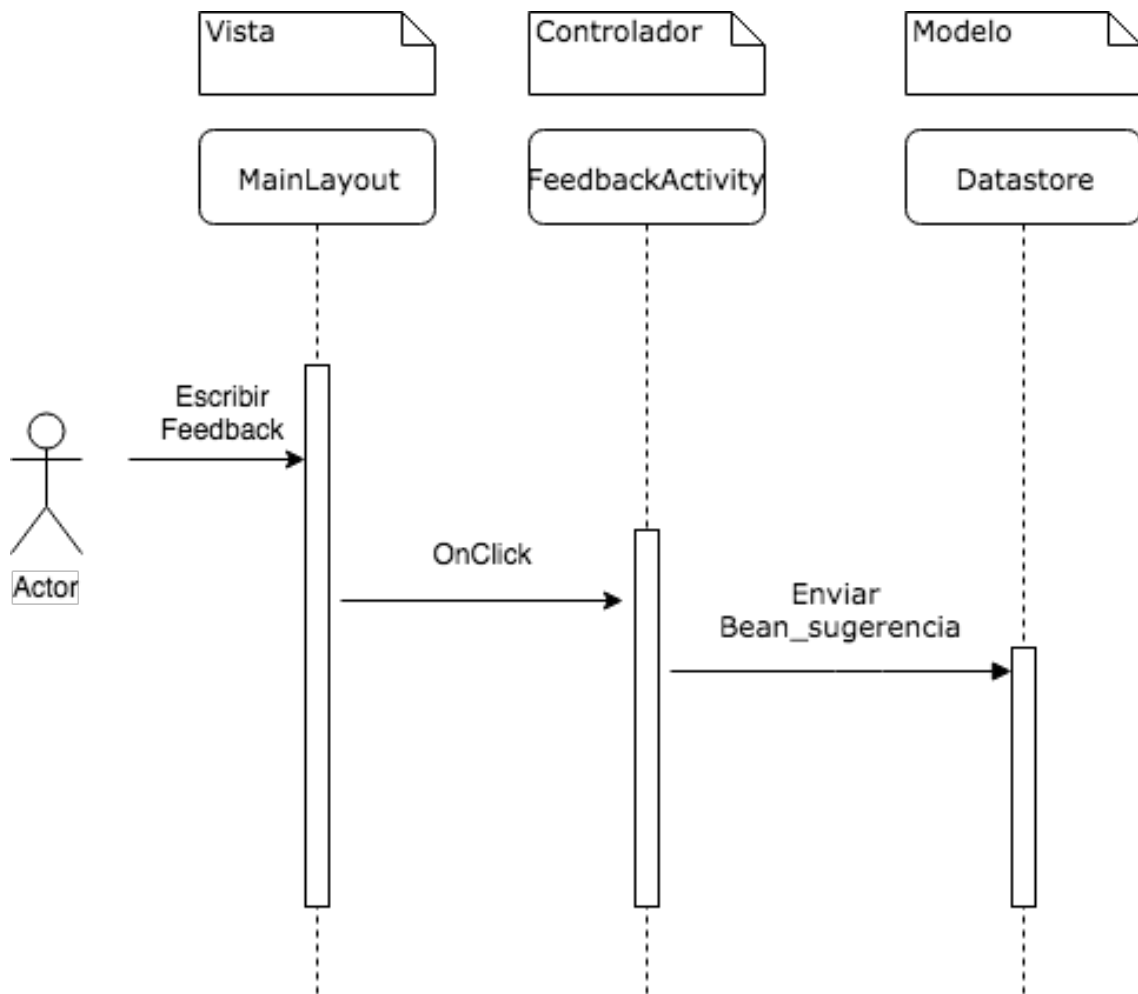 Vista
Controlador
Modelo
MainLayout
FeedbackActivity
Datastore
Escribir
Feedback
Actor
OnClick
Enviar
Bean_sugerencia